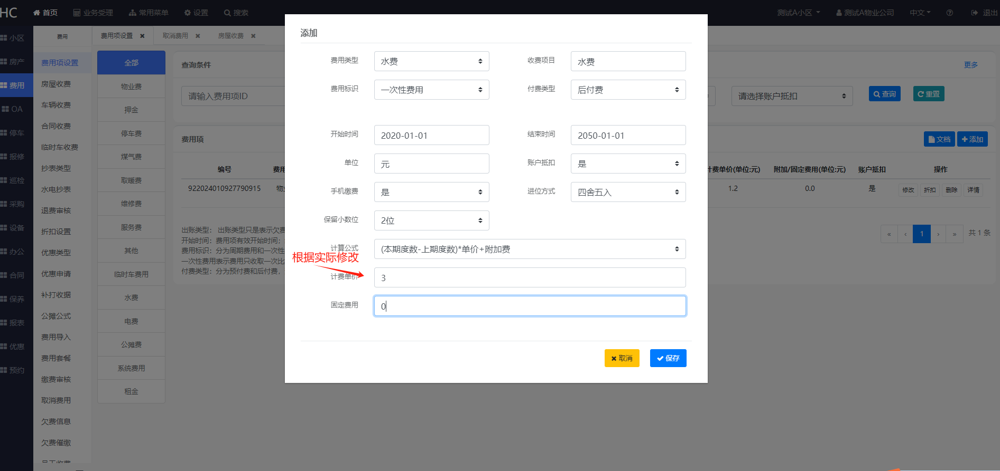 HC 首页 业务受理 常用菜单 设置 搜索 测试A小区 测试A物业公司 中文 退出
小区
房产
费用
OA
停车
报修
巡检
采购
设备
办公
合同
保养
报表
优惠
预约
费用
费用项设置
房屋收费
车辆收费
合同收费
临时车收费
抄表类型
水电抄表
退费审核
折扣设置
优惠类型
优惠申请
补打收据
公摊公式
费用导入
费用套餐
缴费审核
取消费用
欠费信息
欠费催缴
费用项设置 ✖ 取消费用 ✖ 房屋收费 ✖
全部
物业费
押金
停车费
煤气费
取暖费
维修费
服务费
其他
临时车费用
水费
电费
公摊费
系统费用
租金
查询条件 更多
请输入费用项ID 请选择账户抵扣 查询 重置
费用项 文档 添加
编号 费用 计费单价(单位:元) 附加/固定费用(单位:元) 账户抵扣 操作
922024010927790915 物业 1.2 0.0 是 修改 折扣 删除 详情
« ‹ 1 › » 共 1 条
出账类型： 出账类型只是表示欠费
开始时间：费用项有效开始时间；
费用标识：分为周期费用和一次性
一次性费用表示费用只收取一次比
付费类型：分为预付费和后付费，
添加
费用类型 水费 收费项目 水费
费用标识 一次性费用 付费类型 后付费
开始时间 2020-01-01 结束时间 2050-01-01
单位 元 账户抵扣 是
手机缴费 是 进位方式 四舍五入
保留小数位 2位
计算公式 (本期度数-上期度数)*单价+附加费
根据实际修改
计费单价 3
固定费用 0
取消 保存